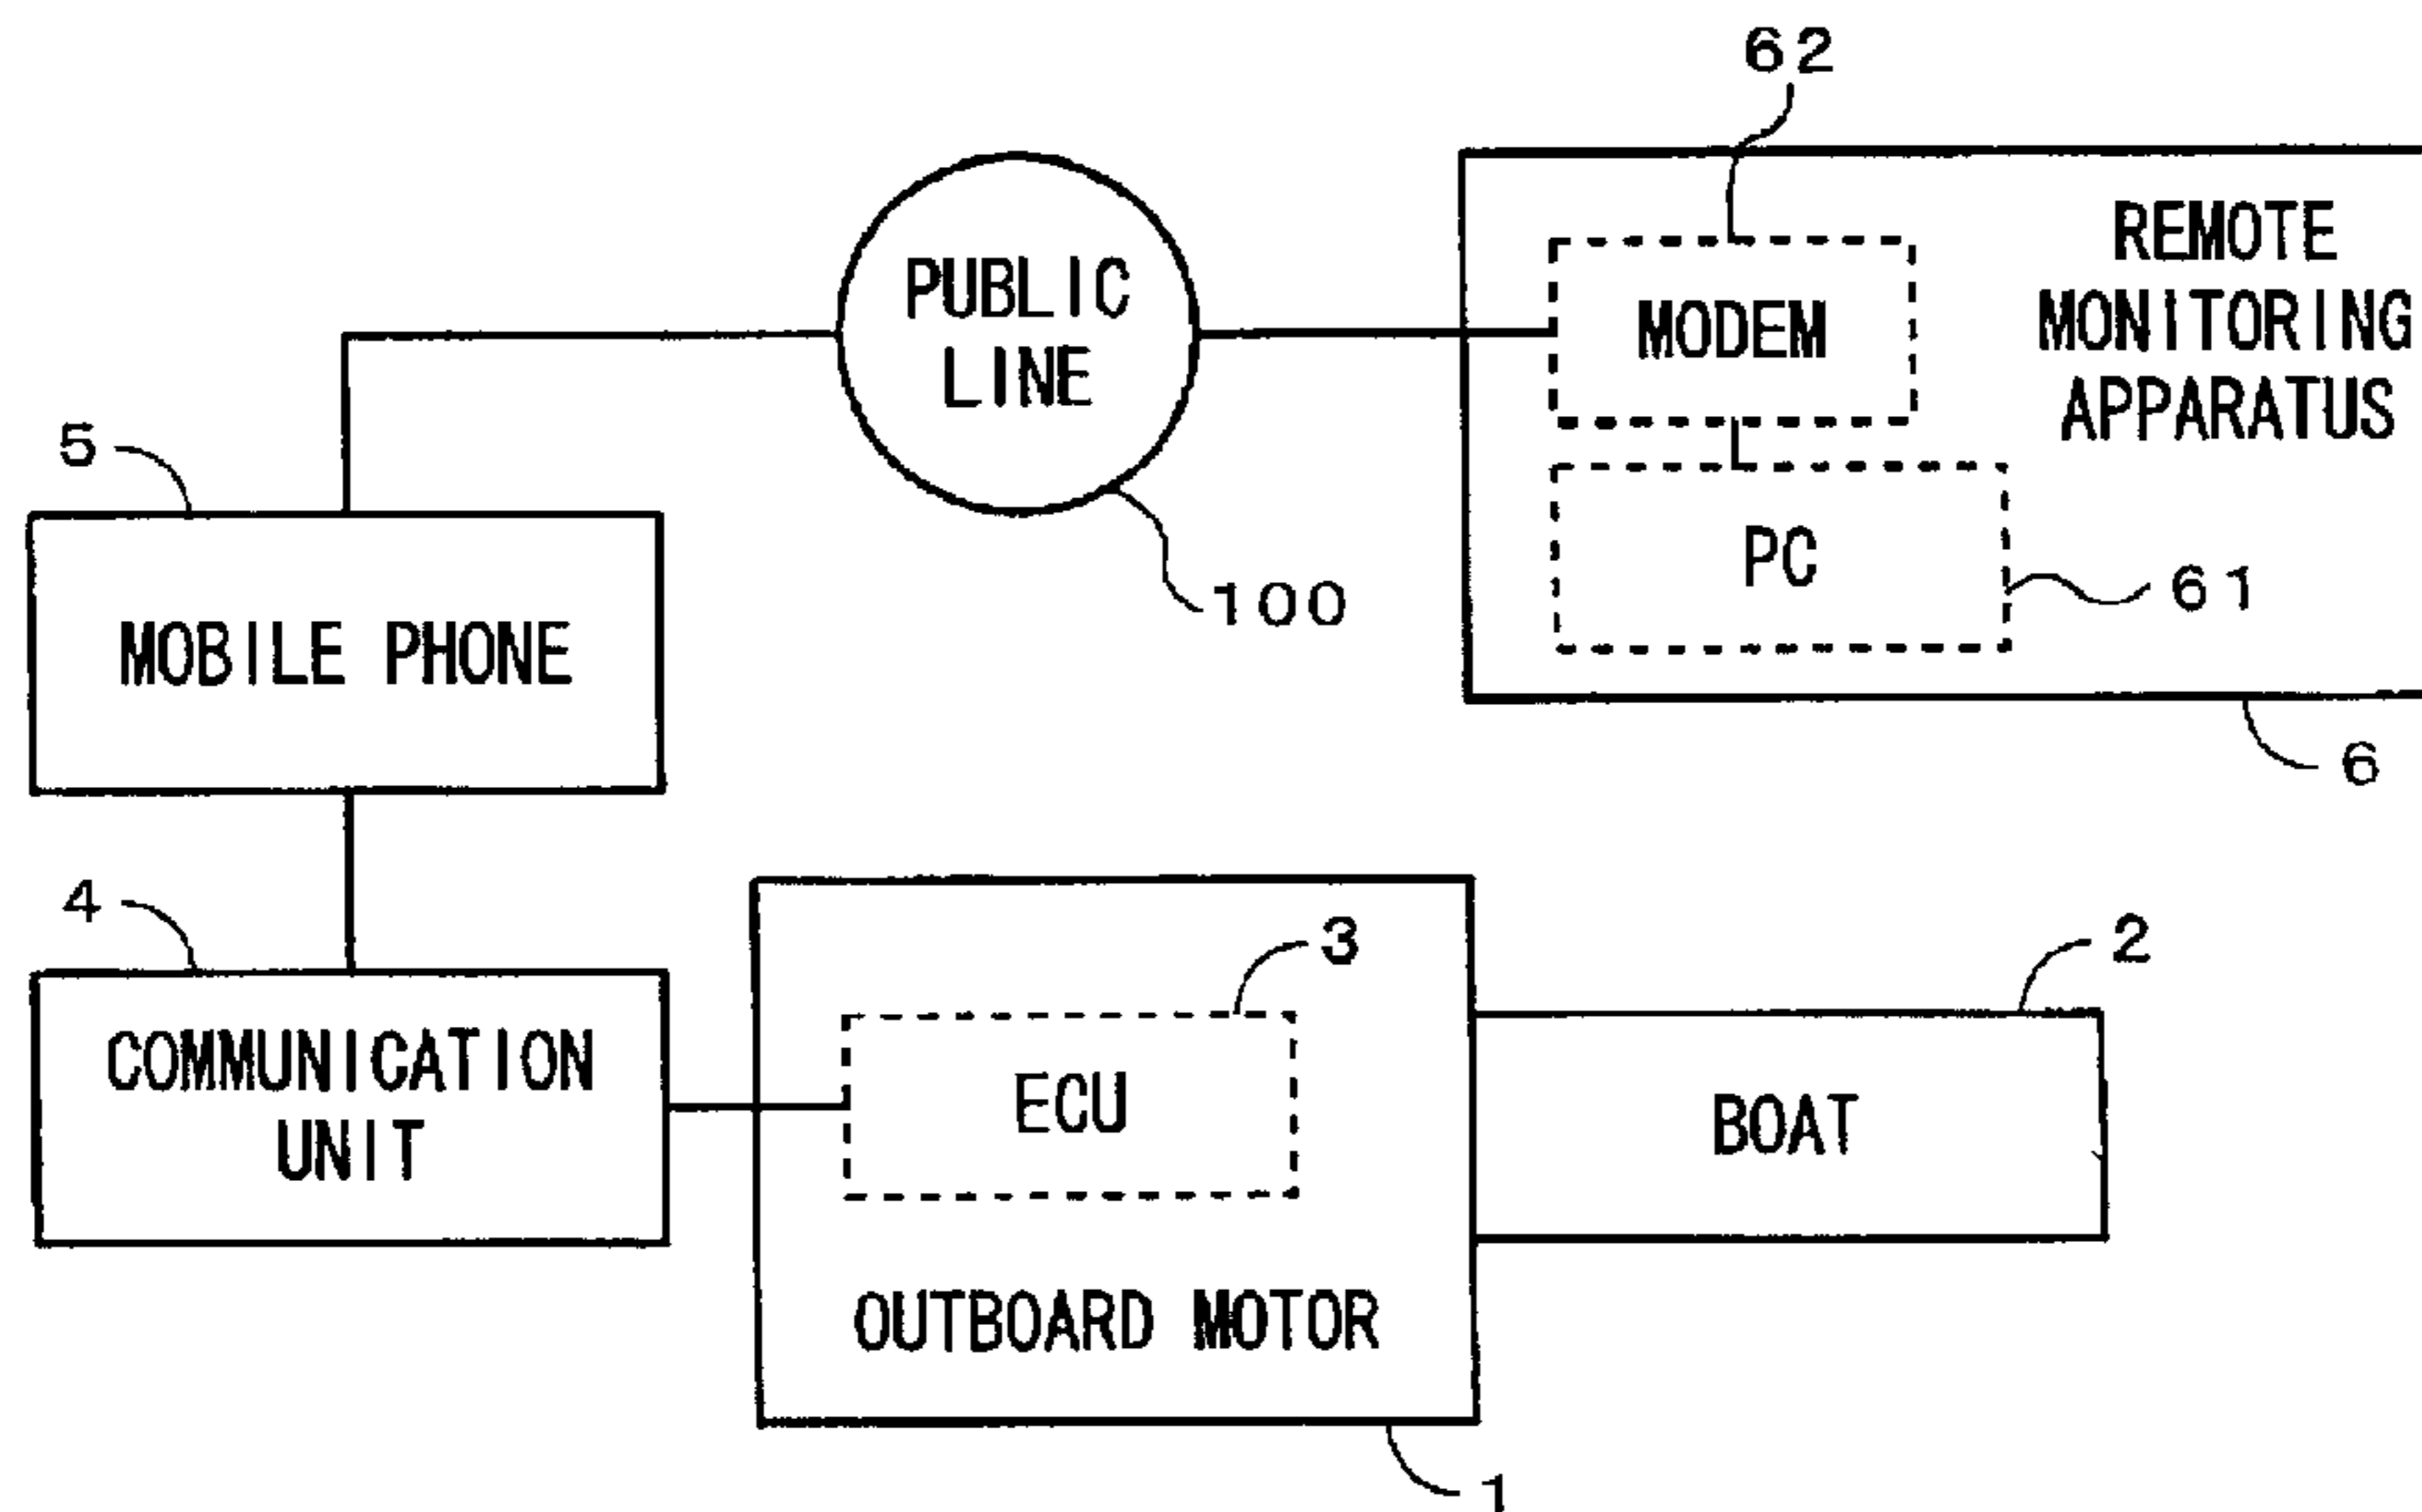 62
PUBLIC
LINE
MODEM
REMOTE
MONITORING
APPARATUS
5
PC
100
61
MOBILE PHONE
6
4
3
2
COMMUNICATION
UNIT
ECU
BOAT
OUTBOARD MOTOR
1